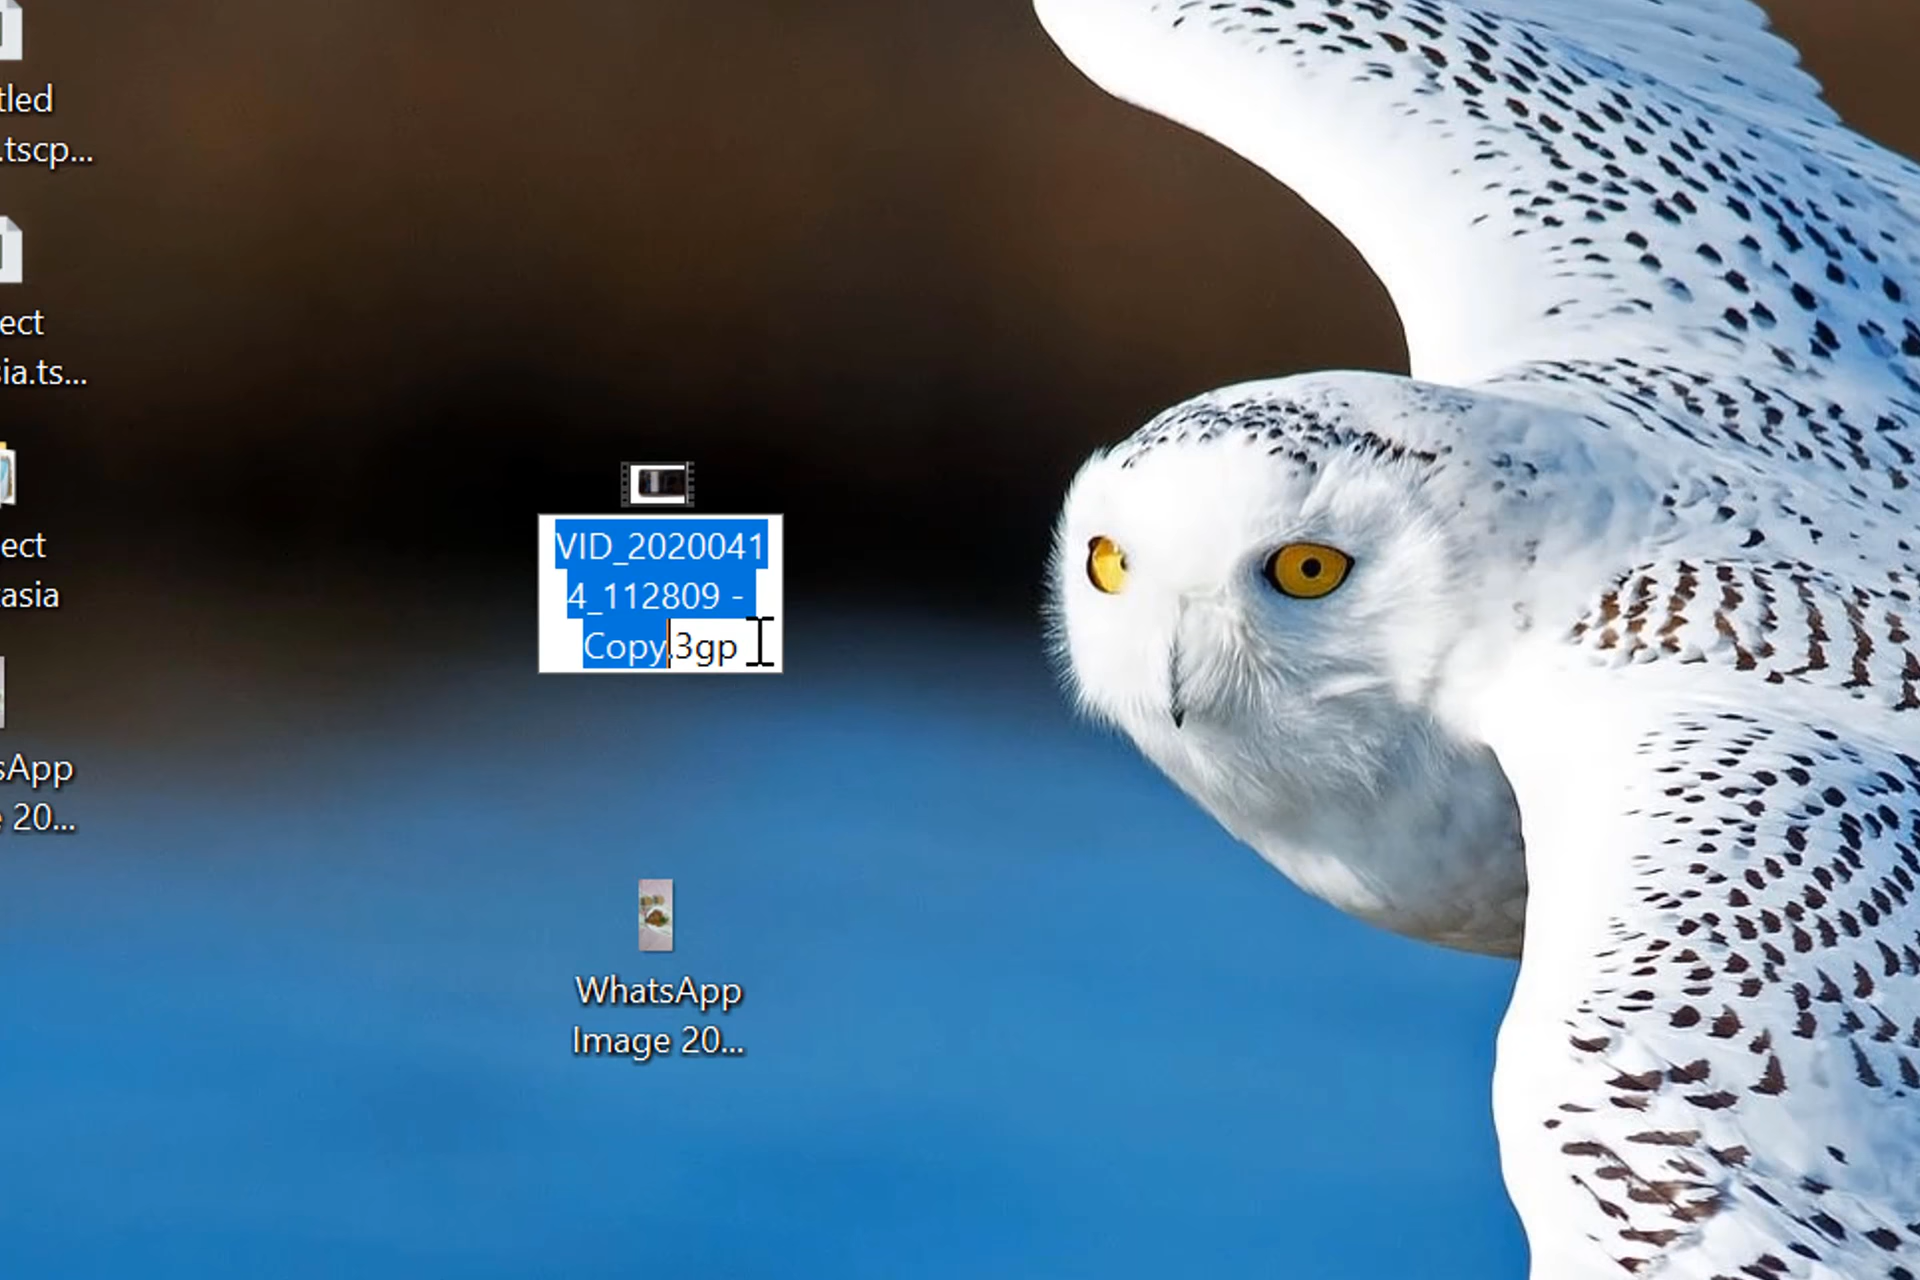 tled
.tscp...
ect
ia.ts...
ect
asia
sApp
20...
VID_2020041
4_112809 -
Copy.3gp
WhatsApp
Image 20...